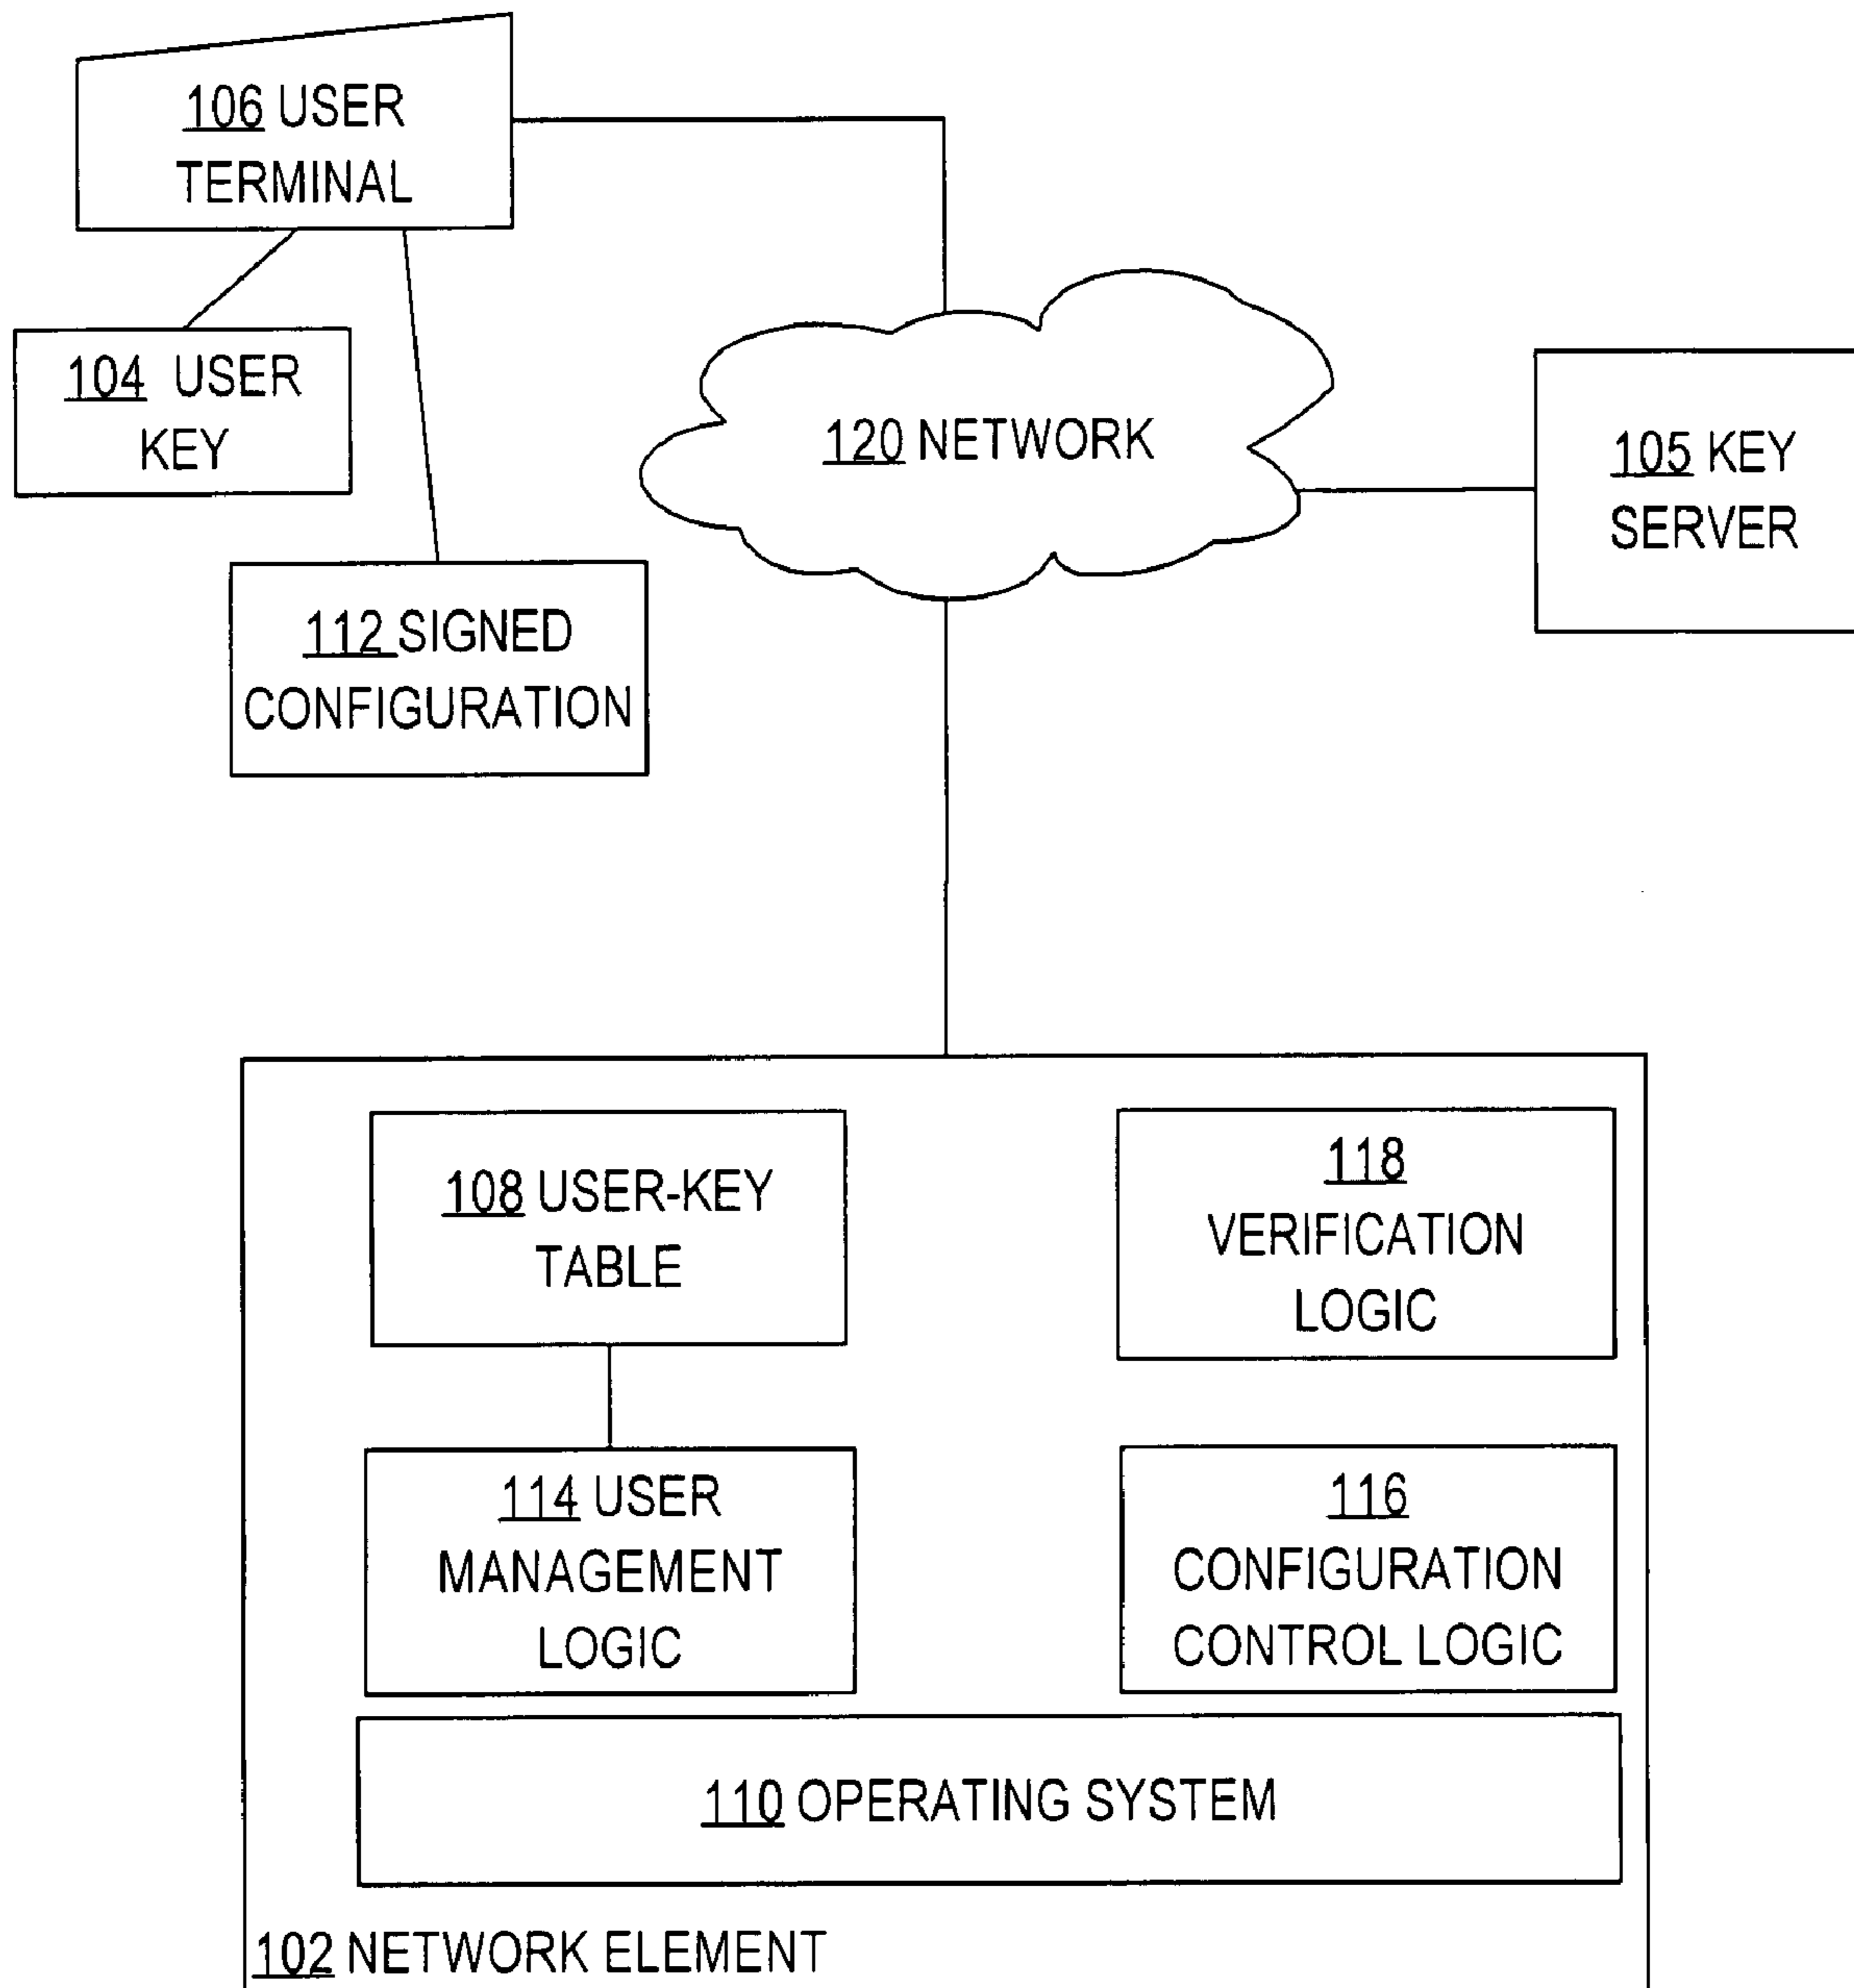 106 USER
TERMINAL
104 USER
KEY
120 NETWORK
105 KEY
SERVER
112 SIGNED
CONFIGURATION
108 USER-KEY
TABLE
118
VERIFICATION
LOGIC
114 USER
MANAGEMENT
LOGIC
116
CONFIGURATION
CONTROL LOGIC
110 OPERATING SYSTEM
102 NETWORK ELEMENT